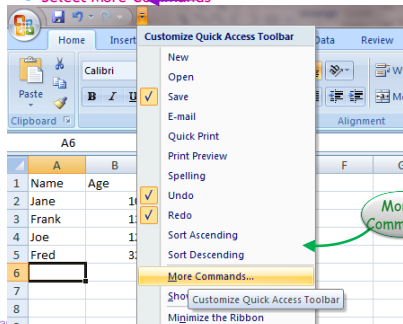 Select More Commands
Home Insert Data Review
Customize Quick Access Toolbar
New
Open
Save
E-mail
Quick Print
Print Preview
Spelling
Undo
Redo
Sort Ascending
Sort Descending
More Commands...
Customize Quick Access Toolbar
Minimize the Ribbon
Paste
Calibri
B I U
Clipboard
Alignment
A6
A B F
1 Name Age
2 Jane
3 Frank
4 Joe
5 Fred
6
7
8